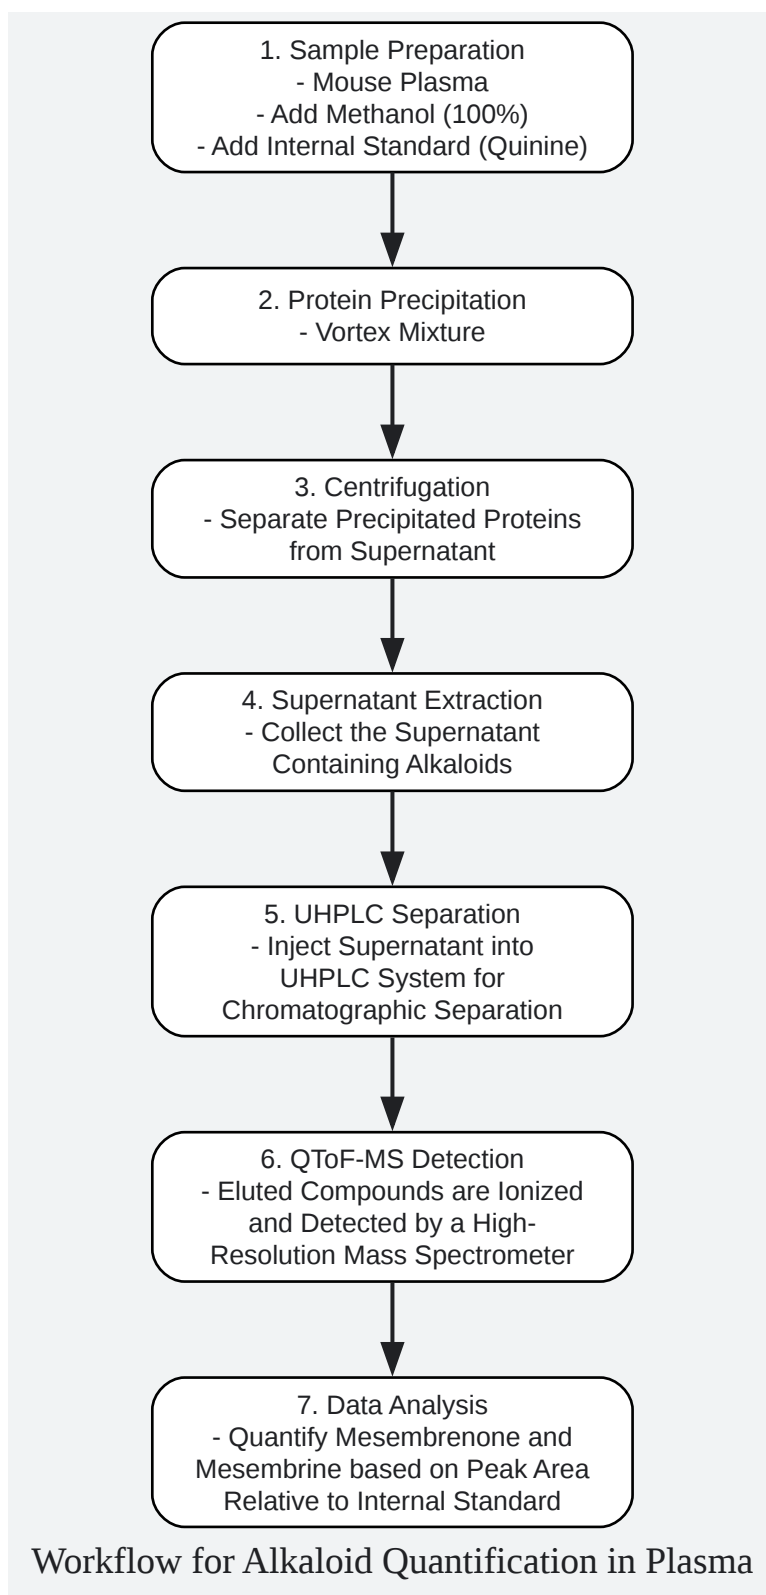 1. Sample Preparation
- Mouse Plasma
- Add Methanol (100%)
- Add Internal Standard (Quinine)
2. Protein Precipitation
- Vortex Mixture
3. Centrifugation
- Separate Precipitated Proteins
from Supernatant
4. Supernatant Extraction
- Collect the Supernatant
Containing Alkaloids
5. UHPLC Separation
- Inject Supernatant into
UHPLC System for
Chromatographic Separation
6. QToF-MS Detection
- Eluted Compounds are Ionized
and Detected by a High-
Resolution Mass Spectrometer
7. Data Analysis
- Quantify Mesembrenone and
Mesembrine based on Peak Area
Relative to Internal Standard
Workflow for Alkaloid Quantification in Plasma